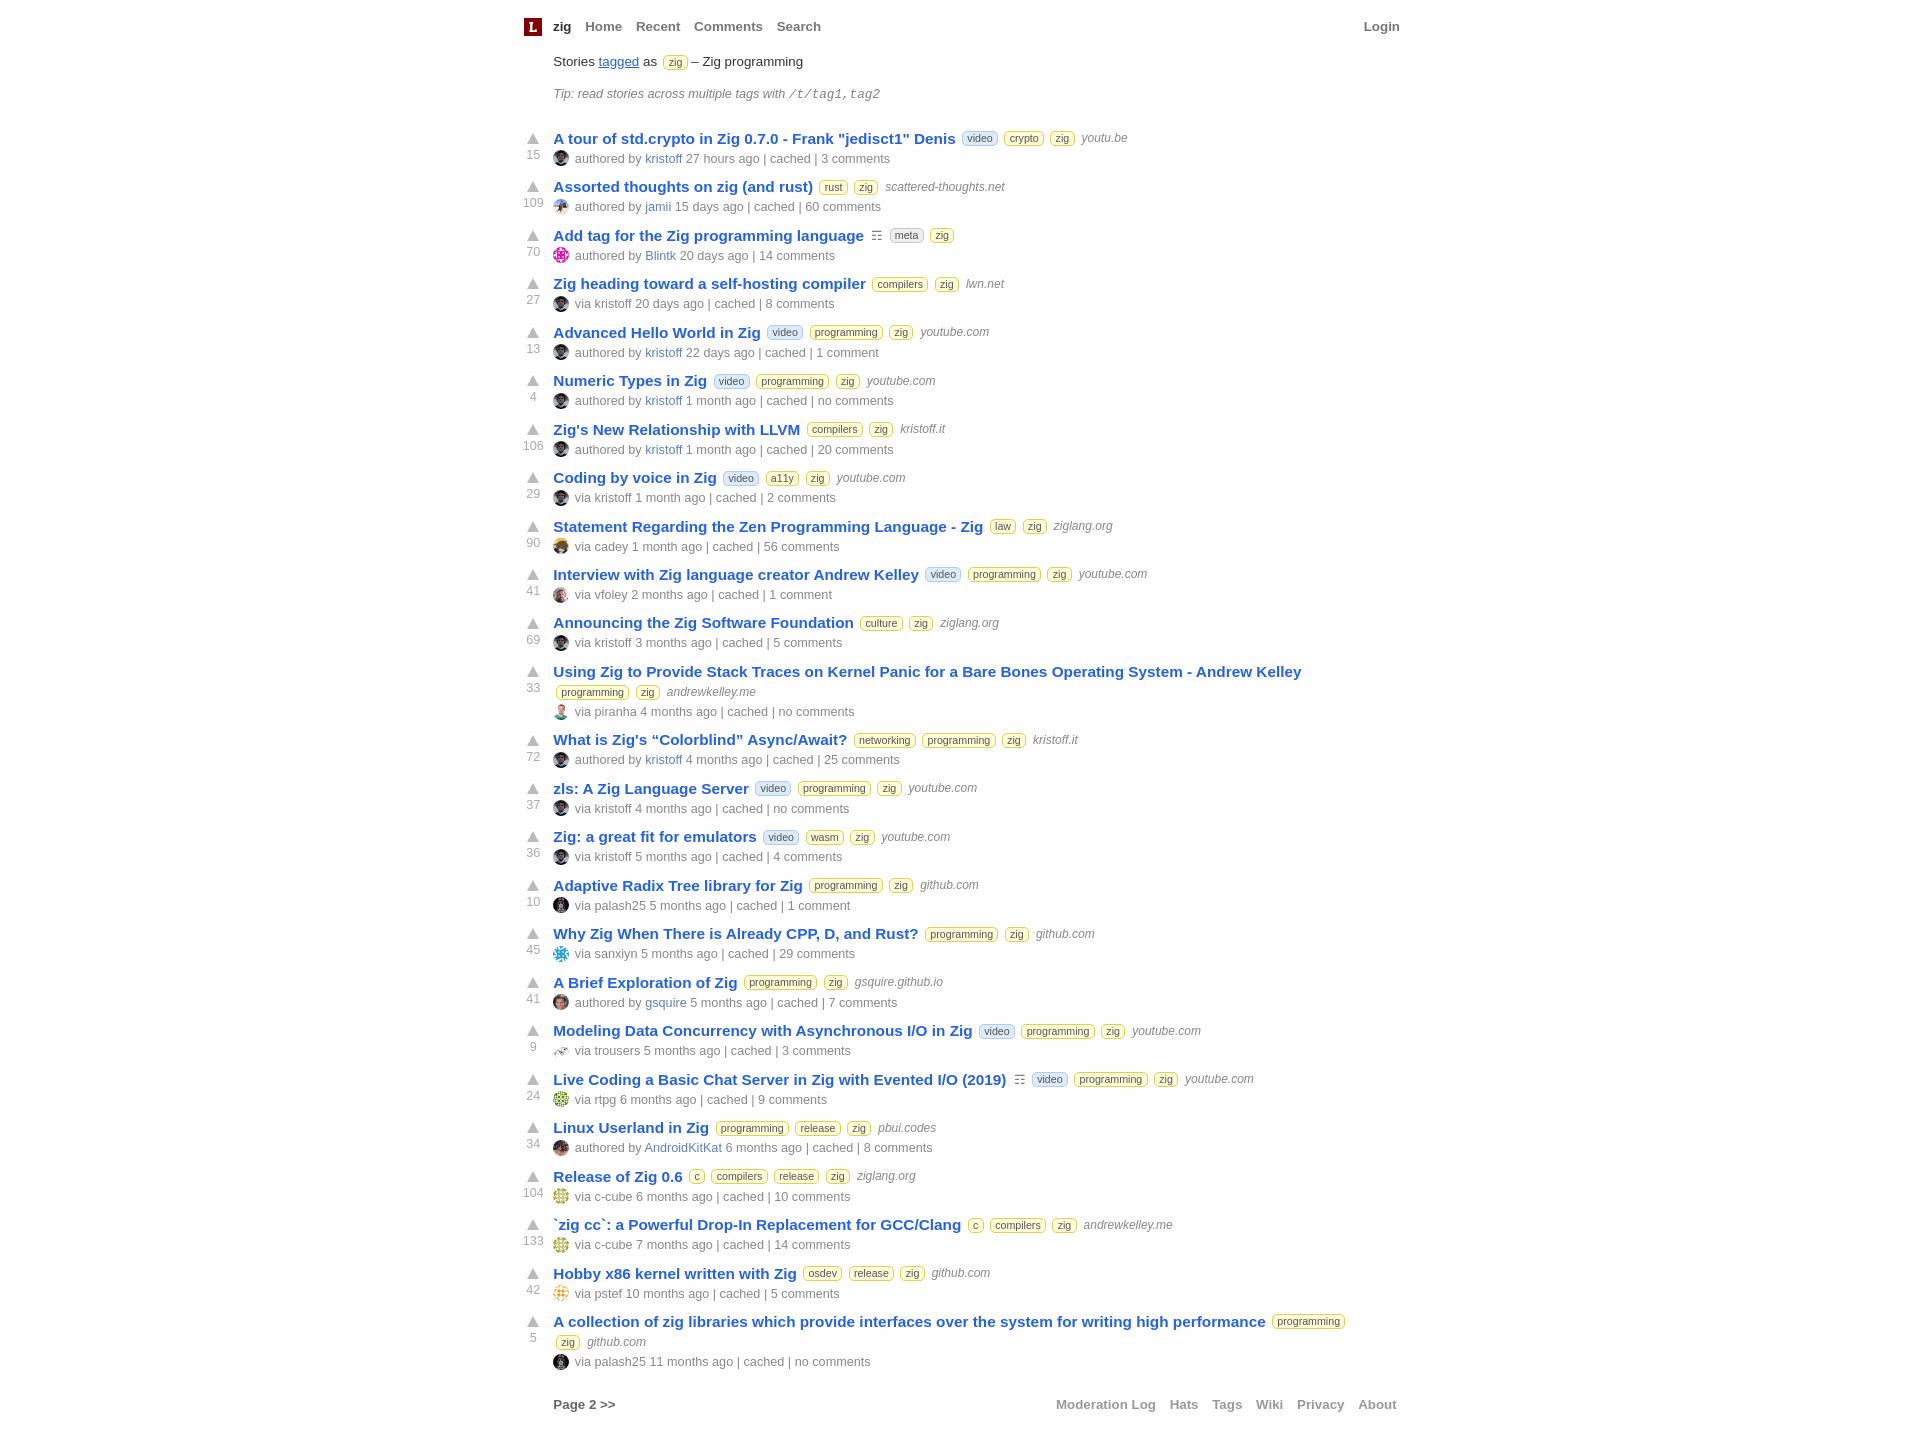 L zig Home Recent Comments Search Login
Stories tagged as zig – Zig programming
Tip: read stories across multiple tags with /t/tag1,tag2
A tour of std.crypto in Zig 0.7.0 - Frank "jedisct1" Denis video crypto zig youtu.be
15 authored by kristoff 27 hours ago | cached | 3 comments
Assorted thoughts on zig (and rust) rust zig scattered-thoughts.net
109 authored by jamii 15 days ago | cached | 60 comments
Add tag for the Zig programming language ☶ meta zig
70 authored by Blintk 20 days ago | 14 comments
Zig heading toward a self-hosting compiler compilers zig lwn.net
27 via kristoff 20 days ago | cached | 8 comments
Advanced Hello World in Zig video programming zig youtube.com
13 authored by kristoff 22 days ago | cached | 1 comment
Numeric Types in Zig video programming zig youtube.com
4 authored by kristoff 1 month ago | cached | no comments
Zig's New Relationship with LLVM compilers zig kristoff.it
106 authored by kristoff 1 month ago | cached | 20 comments
Coding by voice in Zig video a11y zig youtube.com
29 via kristoff 1 month ago | cached | 2 comments
Statement Regarding the Zen Programming Language - Zig law zig ziglang.org
90 via cadey 1 month ago | cached | 56 comments
Interview with Zig language creator Andrew Kelley video programming zig youtube.com
41 via vfoley 2 months ago | cached | 1 comment
Announcing the Zig Software Foundation culture zig ziglang.org
69 via kristoff 3 months ago | cached | 5 comments
Using Zig to Provide Stack Traces on Kernel Panic for a Bare Bones Operating System - Andrew Kelley
33 programming zig andrewkelley.me
via piranha 4 months ago | cached | no comments
What is Zig's “Colorblind” Async/Await? networking programming zig kristoff.it
72 authored by kristoff 4 months ago | cached | 25 comments
zls: A Zig Language Server video programming zig youtube.com
37 via kristoff 4 months ago | cached | no comments
Zig: a great fit for emulators video wasm zig youtube.com
36 via kristoff 5 months ago | cached | 4 comments
Adaptive Radix Tree library for Zig programming zig github.com
10 via palash25 5 months ago | cached | 1 comment
Why Zig When There is Already CPP, D, and Rust? programming zig github.com
45 via sanxiyn 5 months ago | cached | 29 comments
A Brief Exploration of Zig programming zig gsquire.github.io
41 authored by gsquire 5 months ago | cached | 7 comments
Modeling Data Concurrency with Asynchronous I/O in Zig video programming zig youtube.com
9 via trousers 5 months ago | cached | 3 comments
Live Coding a Basic Chat Server in Zig with Evented I/O (2019) ☶ video programming zig youtube.com
24 via rtpg 6 months ago | cached | 9 comments
Linux Userland in Zig programming release zig pbui.codes
34 authored by AndroidKitKat 6 months ago | cached | 8 comments
Release of Zig 0.6 c compilers release zig ziglang.org
104 via c-cube 6 months ago | cached | 10 comments
`zig cc`: a Powerful Drop-In Replacement for GCC/Clang c compilers zig andrewkelley.me
133 via c-cube 7 months ago | cached | 14 comments
Hobby x86 kernel written with Zig osdev release zig github.com
42 via pstef 10 months ago | cached | 5 comments
A collection of zig libraries which provide interfaces over the system for writing high performance programming
5 zig github.com
via palash25 11 months ago | cached | no comments
Page 2 >> Moderation Log Hats Tags Wiki Privacy About